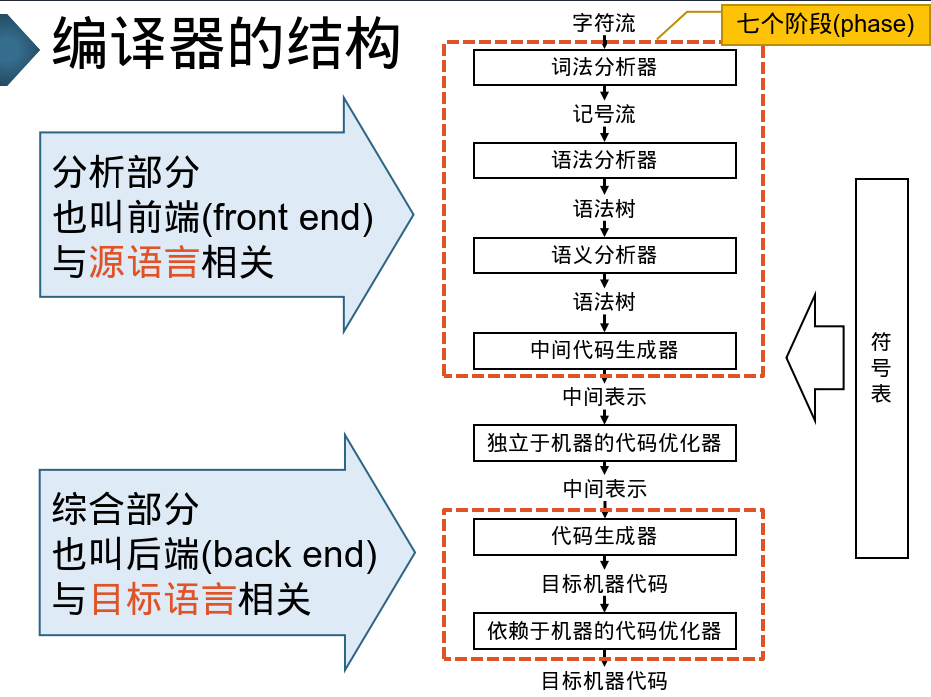 编译器的结构
七个阶段(phase)
分析部分
也叫前端(front end)
与源语言相关
综合部分
也叫后端(back end)
与目标语言相关
字符流
词法分析器
记号流
语法分析器
语法树
语义分析器
语法树
中间代码生成器
中间表示
独立于机器的代码优化器
中间表示
代码生成器
目标机器代码
依赖于机器的代码优化器
目标机器代码
符
号
表